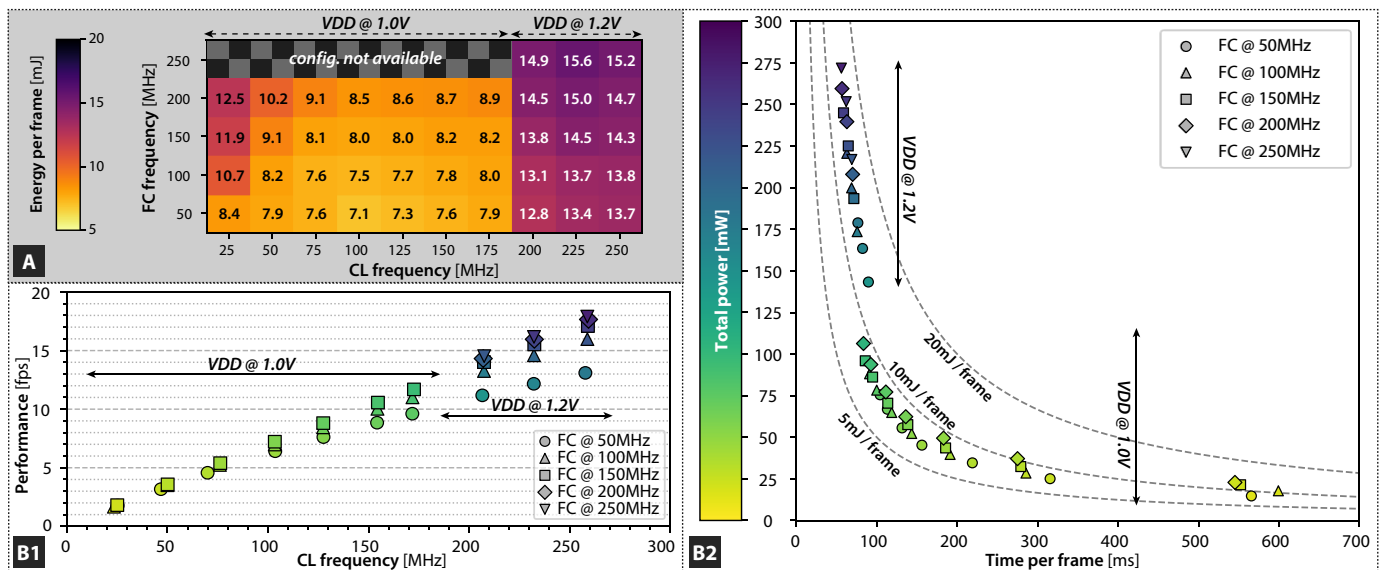 VDD @ 1.0V VDD @ 1.2V
Energy per frame [mJ]
20
15
10
5
FC frequency [MHz]
250 config. not available 14.9 15.6 15.2
200 12.5 10.2 9.1 8.5 8.6 8.7 8.9 14.5 15.0 14.7
150 11.9 9.1 8.1 8.0 8.0 8.2 8.2 13.8 14.5 14.3
100 10.7 8.2 7.6 7.5 7.7 7.8 8.0 13.1 13.7 13.8
50 8.4 7.9 7.6 7.1 7.3 7.6 7.9 12.8 13.4 13.7
25 50 75 100 125 150 175 200 225 250
CL frequency [MHz]
A
Performance [fps]
20
15
10
5
0
VDD @ 1.0V
VDD @ 1.2V
FC @ 50MHz
FC @ 100MHz
FC @ 150MHz
FC @ 200MHz
FC @ 250MHz
0 50 100 150 200 250 300
CL frequency [MHz]
B1
Total power [mW]
300
275
250
225
200
175
150
125
100
75
50
25
0
FC @ 50MHz
FC @ 100MHz
FC @ 150MHz
FC @ 200MHz
FC @ 250MHz
VDD @ 1.2V
VDD @ 1.0V
20mJ / frame
10mJ / frame
5mJ / frame
0 100 200 300 400 500 600 700
Time per frame [ms]
B2